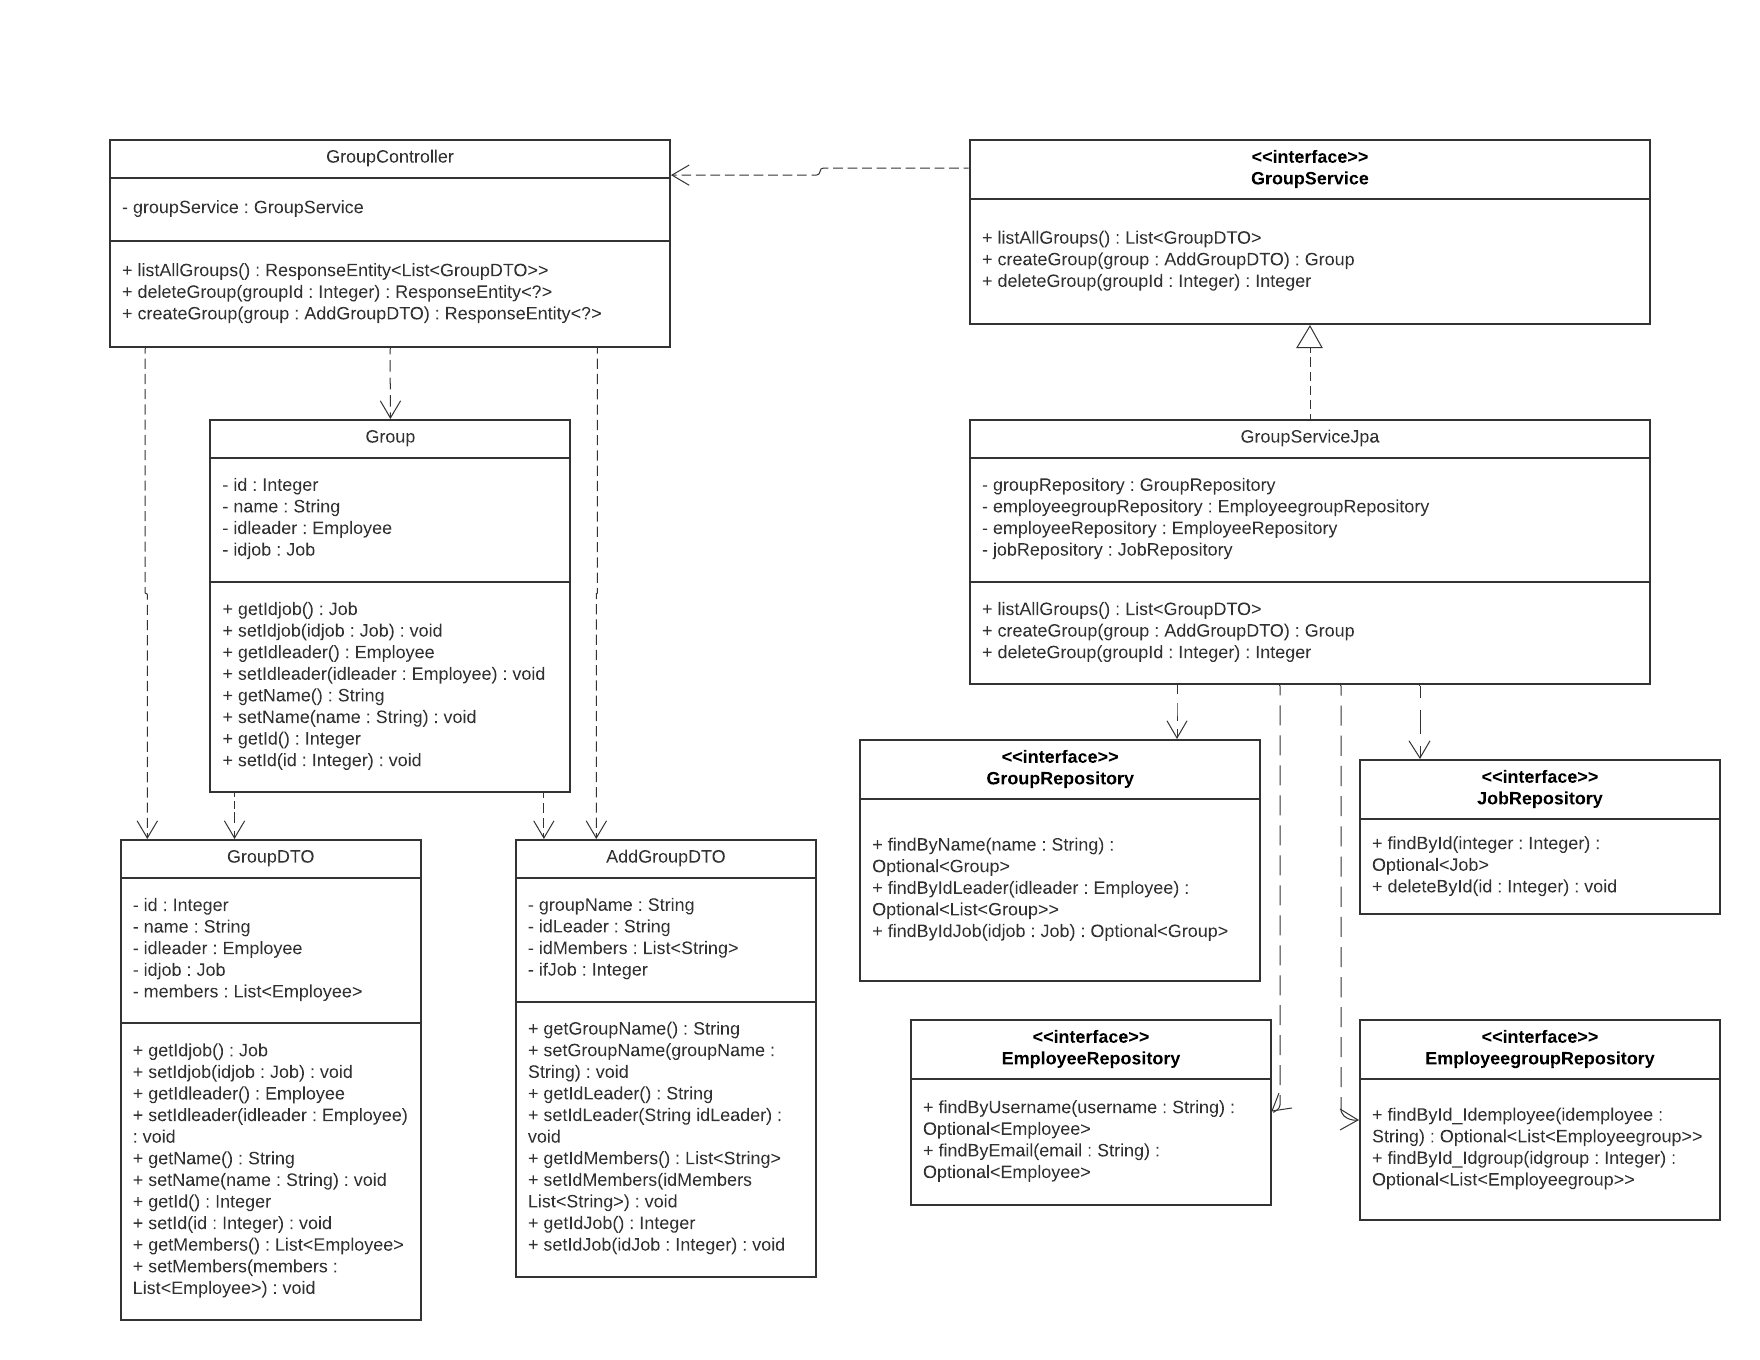 GroupController
- groupService : GroupService
+ listAllGroups() : ResponseEntity<List<GroupDTO>>
+ deleteGroup(groupId : Integer) : ResponseEntity<?>
+ createGroup(group : AddGroupDTO) : ResponseEntity<?>
<<interface>>
GroupService
+ listAllGroups() : List<GroupDTO>
+ createGroup(group : AddGroupDTO) : Group
+ deleteGroup(groupId : Integer) : Integer
Group
- id : Integer
- name : String
- idleader : Employee
- idjob : Job
+ getIdjob() : Job
+ setIdjob(idjob : Job) : void
+ getIdleader() : Employee
+ setIdleader(idleader : Employee) : void
+ getName() : String
+ setName(name : String) : void
+ getId() : Integer
+ setId(id : Integer) : void
GroupServiceJpa
- groupRepository : GroupRepository
- employeegroupRepository : EmployeegroupRepository
- employeeRepository : EmployeeRepository
- jobRepository : JobRepository
+ listAllGroups() : List<GroupDTO>
+ createGroup(group : AddGroupDTO) : Group
+ deleteGroup(groupId : Integer) : Integer
GroupDTO
- id : Integer
- name : String
- idleader : Employee
- idjob : Job
- members : List<Employee>
+ getIdjob() : Job
+ setIdjob(idjob : Job) : void
+ getIdleader() : Employee
+ setIdleader(idleader : Employee)
: void
+ getName() : String
+ setName(name : String) : void
+ getId() : Integer
+ setId(id : Integer) : void
+ getMembers() : List<Employee>
+ setMembers(members :
List<Employee>) : void
AddGroupDTO
- groupName : String
- idLeader : String
- idMembers : List<String>
- ifJob : Integer
+ getGroupName() : String
+ setGroupName(groupName :
String) : void
+ getIdLeader() : String
+ setIdLeader(String idLeader) :
void
+ getIdMembers() : List<String>
+ setIdMembers(idMembers
List<String>) : void
+ getIdJob() : Integer
+ setIdJob(idJob : Integer) : void
<<interface>>
GroupRepository
+ findByName(name : String) :
Optional<Group>
+ findByIdLeader(idleader : Employee) :
Optional<List<Group>>
+ findByIdJob(idjob : Job) : Optional<Group>
<<interface>>
JobRepository
+ findById(integer : Integer) :
Optional<Job>
+ deleteById(id : Integer) : void
<<interface>>
EmployeeRepository
+ findByUsername(username : String) :
Optional<Employee>
+ findByEmail(email : String) :
Optional<Employee>
<<interface>>
EmployeegroupRepository
+ findById_Idemployee(idemployee :
String) : Optional<List<Employeegroup>>
+ findById_Idgroup(idgroup : Integer) :
Optional<List<Employeegroup>>